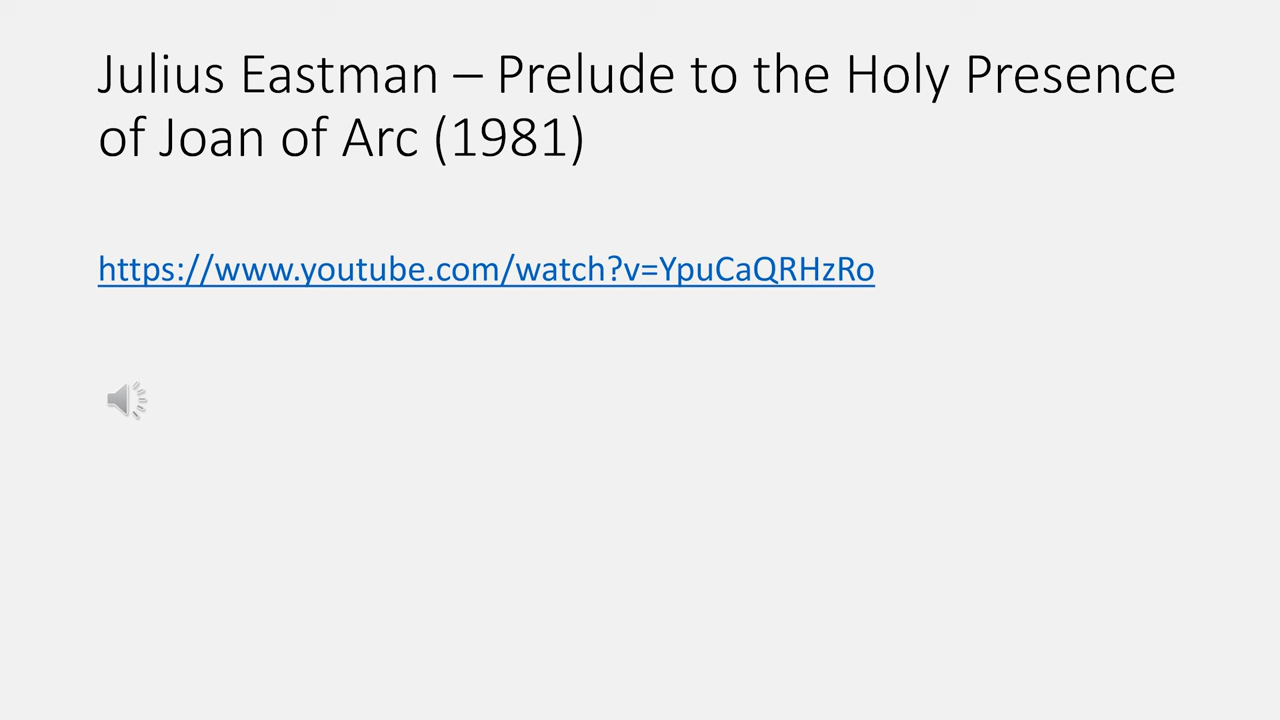 Julius Eastman – Prelude to the Holy Presence
of Joan of Arc (1981)
https://www.youtube.com/watch?v=YpuCaQRHzRo